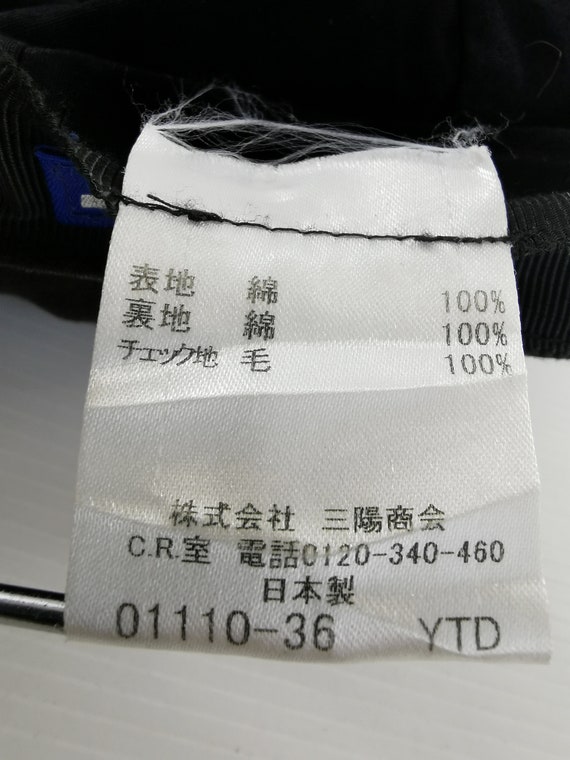 表地 綿 100%
裏地 綿 100%
チェック地 毛 100%
株式会社 三陽商会
C.R.室 電話0120-340-460
日本製
01110-36 YTD